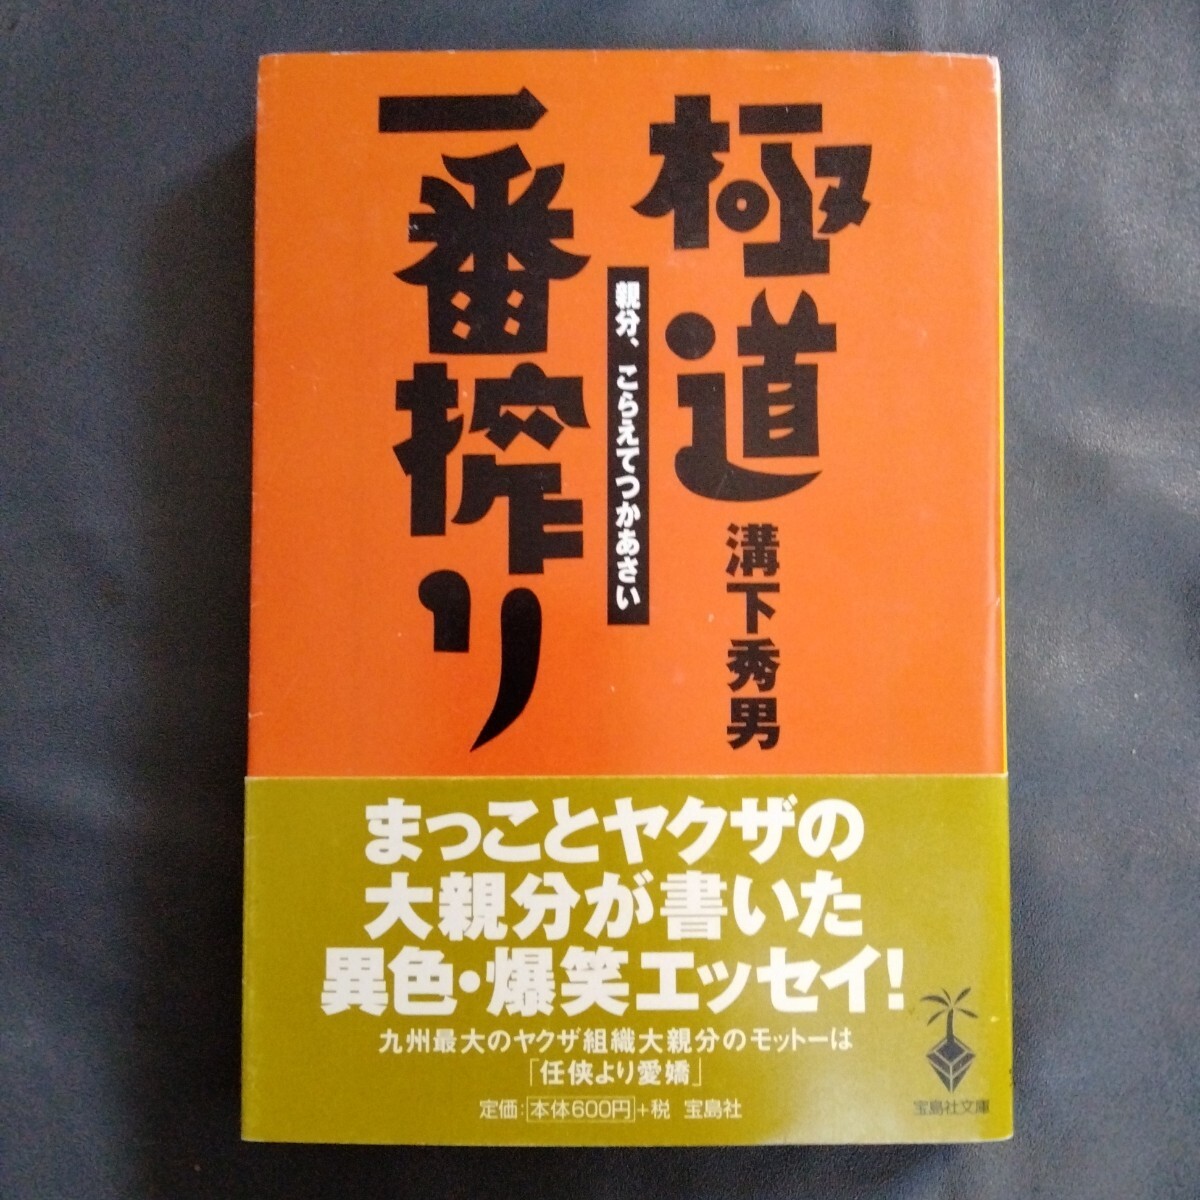 極道
一番搾り
親分、こらえてつかあさい
溝下秀男
まっことヤクザの
大親分が書いた
異色・爆笑エッセイ!
九州最大のヤクザ組織大親分のモットーは
「任侠より愛嬌」
定価:本体600円+税 宝島社
宝島社文庫